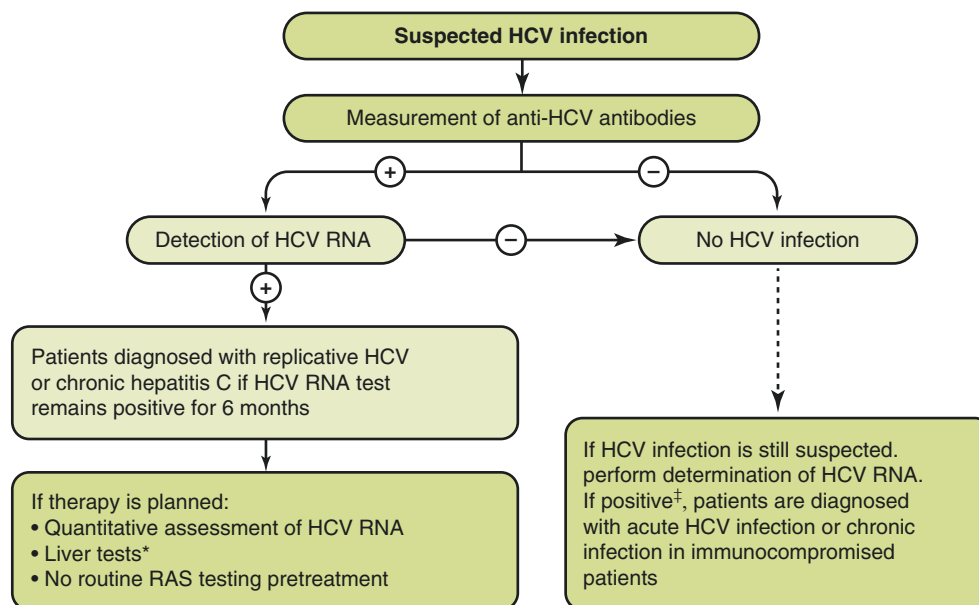 Suspected HCV infection
Measurement of anti-HCV antibodies
+
−
Detection of HCV RNA
−
No HCV infection
+
Patients diagnosed with replicative HCV
or chronic hepatitis C if HCV RNA test
remains positive for 6 months
If therapy is planned:
• Quantitative assessment of HCV RNA
• Liver tests*
• No routine RAS testing pretreatment
If HCV infection is still suspected.
perform determination of HCV RNA.
If positive‡, patients are diagnosed
with acute HCV infection or chronic
infection in immunocompromised
patients